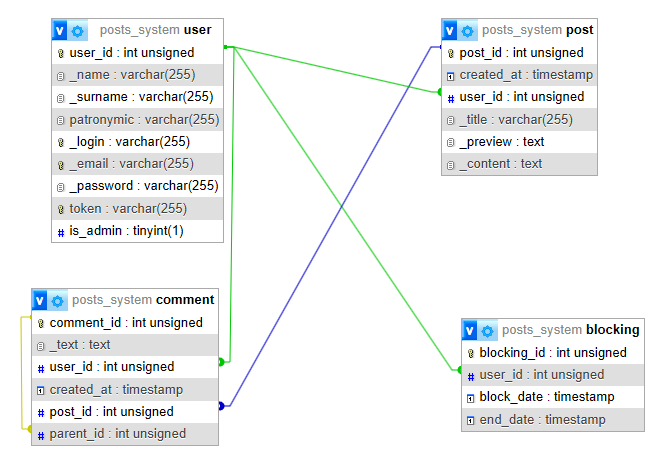 posts_system user
user_id : int unsigned
_name : varchar(255)
_surname : varchar(255)
patronymic : varchar(255)
_login : varchar(255)
_email : varchar(255)
_password : varchar(255)
token : varchar(255)
is_admin : tinyint(1)
posts_system post
post_id : int unsigned
created_at : timestamp
user_id : int unsigned
_title : varchar(255)
_preview : text
_content : text
posts_system comment
comment_id : int unsigned
_text : text
user_id : int unsigned
created_at : timestamp
post_id : int unsigned
parent_id : int unsigned
posts_system blocking
blocking_id : int unsigned
user_id : int unsigned
block_date : timestamp
end_date : timestamp